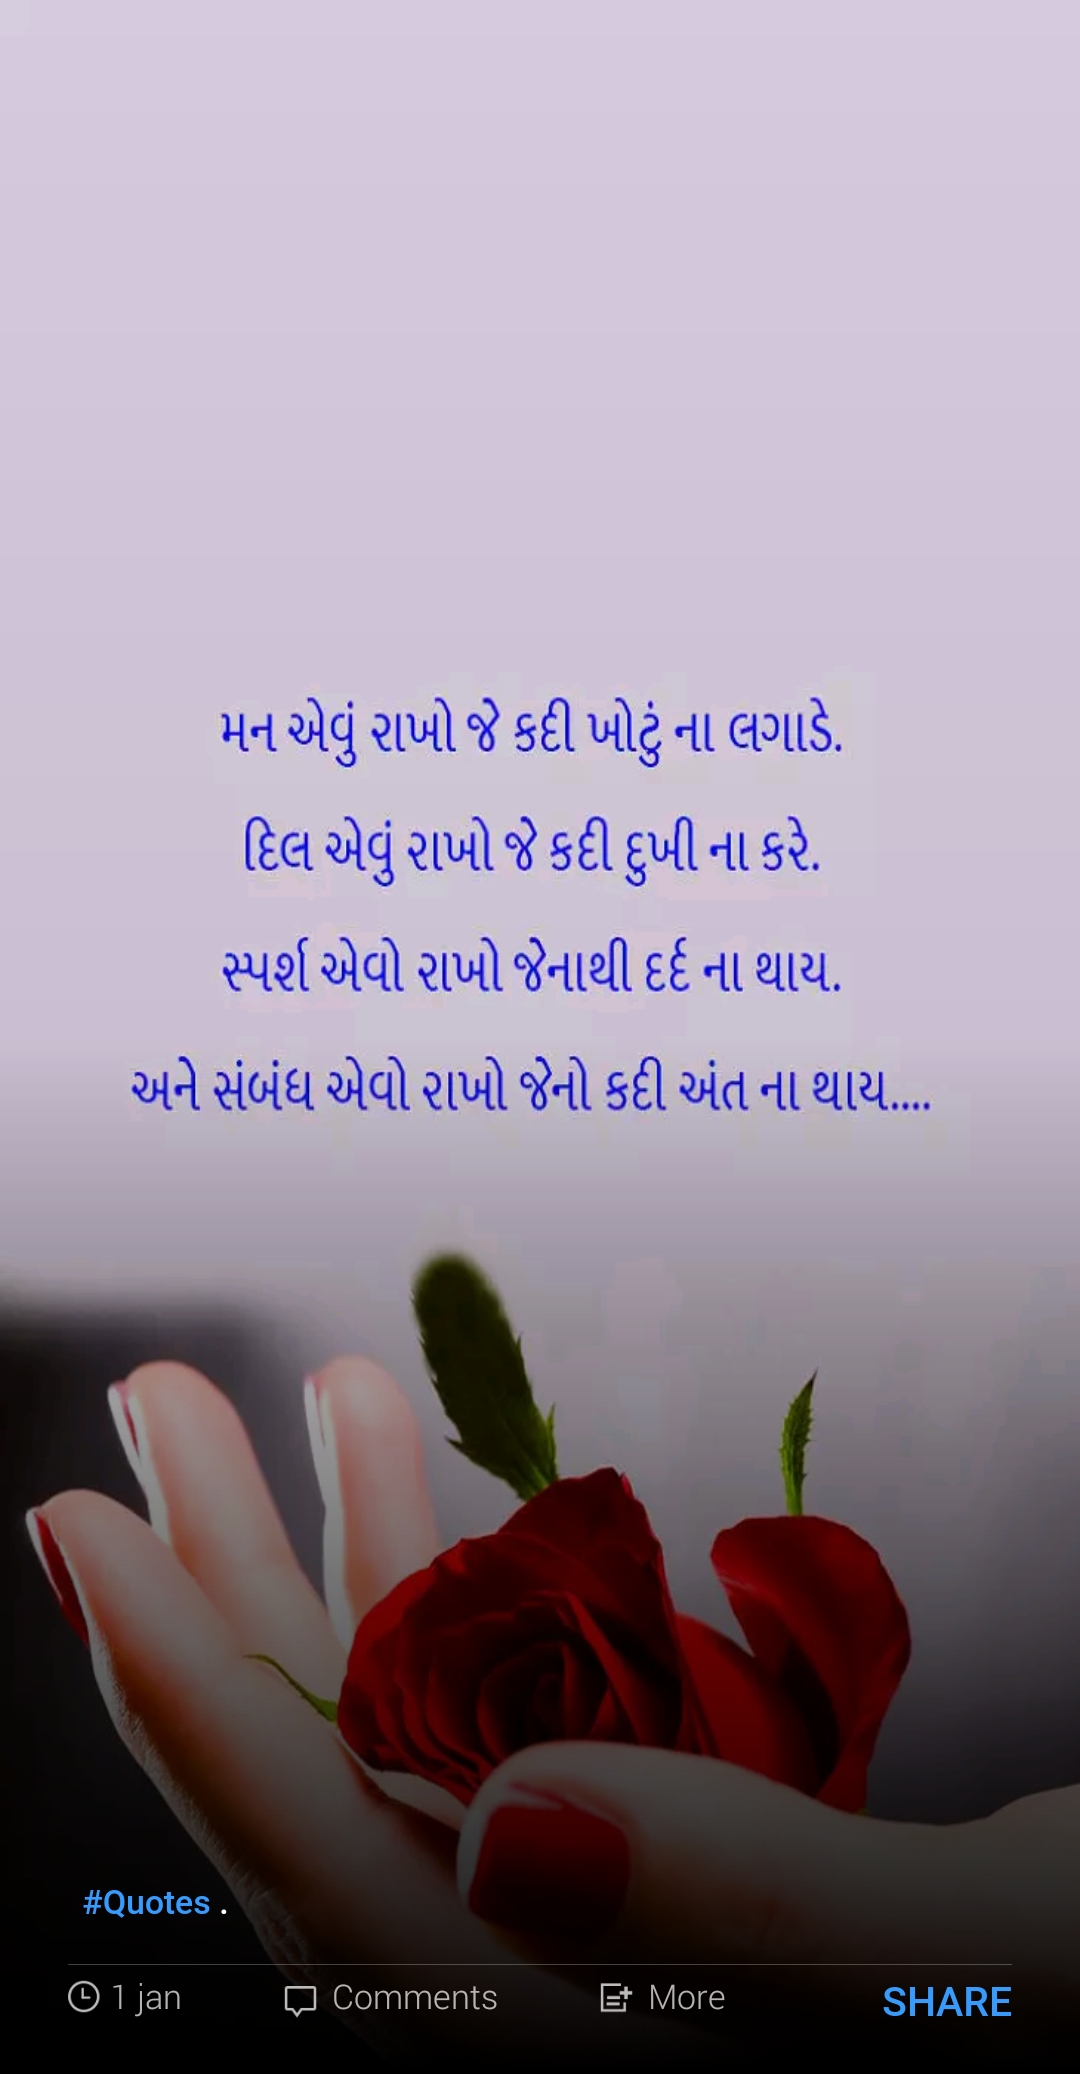 મન એવું રાખો જે કદી ખોટું ના લગાડે.
દિલ એવું રાખો જે કદી દુખી ના કરે.
સ્પર્શ એવો રાખો જેનાથી દર્દ ના થાય.
અને સંબંધ એવો રાખો જેનો કદી અંત ના થાય....
#Quotes .
1 jan Comments More SHARE